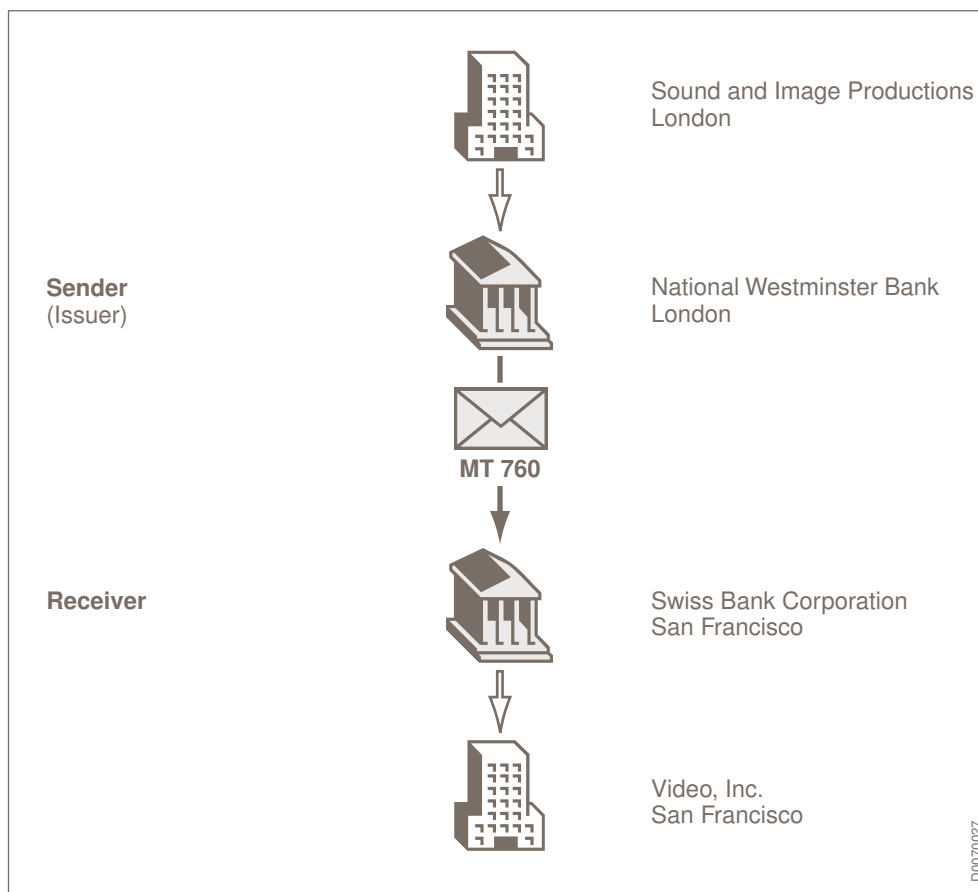 Sound and Image Productions
London
Sender
(Issuer)
National Westminster Bank
London
MT 760
Receiver
Swiss Bank Corporation
San Francisco
Video, Inc.
San Francisco
D0070027